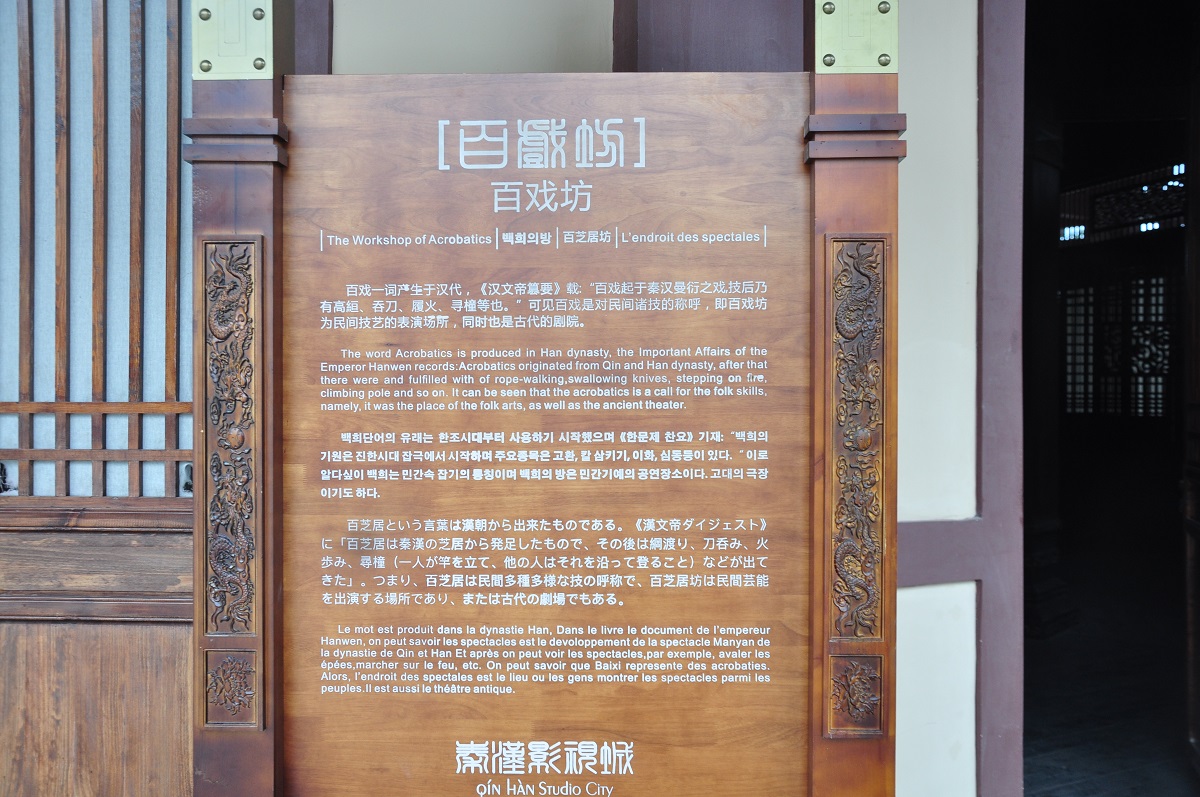 [百戲坊]
百戏坊
The Workshop of Acrobatics | 백희의방 | 百芝居坊 | L'endroit des spectales
百戏一词产生于汉代，《汉文帝篡要》载：“百戏起于秦汉曼衍之戏,技后乃
有高絙、吞刀、履火、寻橦等也。”可见百戏是对民间诸技的称呼，即百戏坊
为民间技艺的表演场所，同时也是古代的剧院。
The word Acrobatics is produced in Han dynasty, the Important Affairs of the
Emperor Hanwen records:Acrobatics originated from Qin and Han dynasty, after that
there were and fulfilled with of rope-walking,swallowing knives, stepping on fire,
climbing pole and so on. It can be seen that the acrobatics is a call for the folk skills,
namely, it was the place of the folk arts, as well as the ancient theater.
백희단어의 유래는 한조시대부터 사용하기 시작했으며《한문제 찬요》기재: “백희의
기원은 진한시대 잡극에서 시작하며 주요종목은 고환, 칼 삼키기, 이화, 심동등이 있다. “ 이로
알다싶이 백희는 민간속 잡기의 통칭이며 백희의 방은 민간기예의 공연장소이다. 고대의 극장
이기도 하다.
百芝居という言葉は漢朝から出来たものである。《漢文帝ダイジェスト》
に「百芝居は秦漢の芝居から発足したもので、その後は綱渡り、刀呑み、火
歩み、尋橦（一人が竿を立て、他の人はそれを沿って登ること）などが出て
きた」。つまり、百芝居は民間多種多様な技の呼称で、百芝居坊は民間芸能
を出演する場所であり、または古代の劇場でもある。
Le mot est produit dans la dynastie Han, Dans le livre le document de l'empereur
Hanwen, on peut savoir les spectacles est le devoloppement de la spectacle Manyan de
la dynastie de Qin et Han Et après on peut voir les spectacles,par exemple, avaler les
épées,marcher sur le feu, etc. On peut savoir que Baixi represente des acrobaties.
Alors, l'endroit des spectales est le lieu ou les gens montrer les spectacles parmi les
peuples.Il est aussi le théâtre antique.
秦漢影視城
QÍN HÀN Studio City